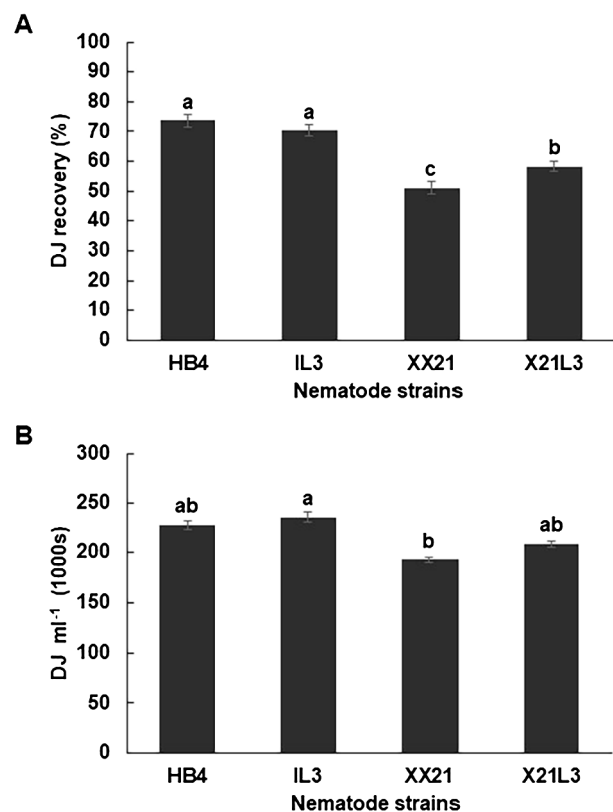 A
100
90
80
70
60
50
40
30
20
10
0
DJ recovery (%)
a
a
c
b
HB4 IL3 XX21 X21L3
Nematode strains
B
300
250
200
150
100
50
0
DJ ml⁻¹ (1000s)
ab
a
b
ab
HB4 IL3 XX21 X21L3
Nematode strains